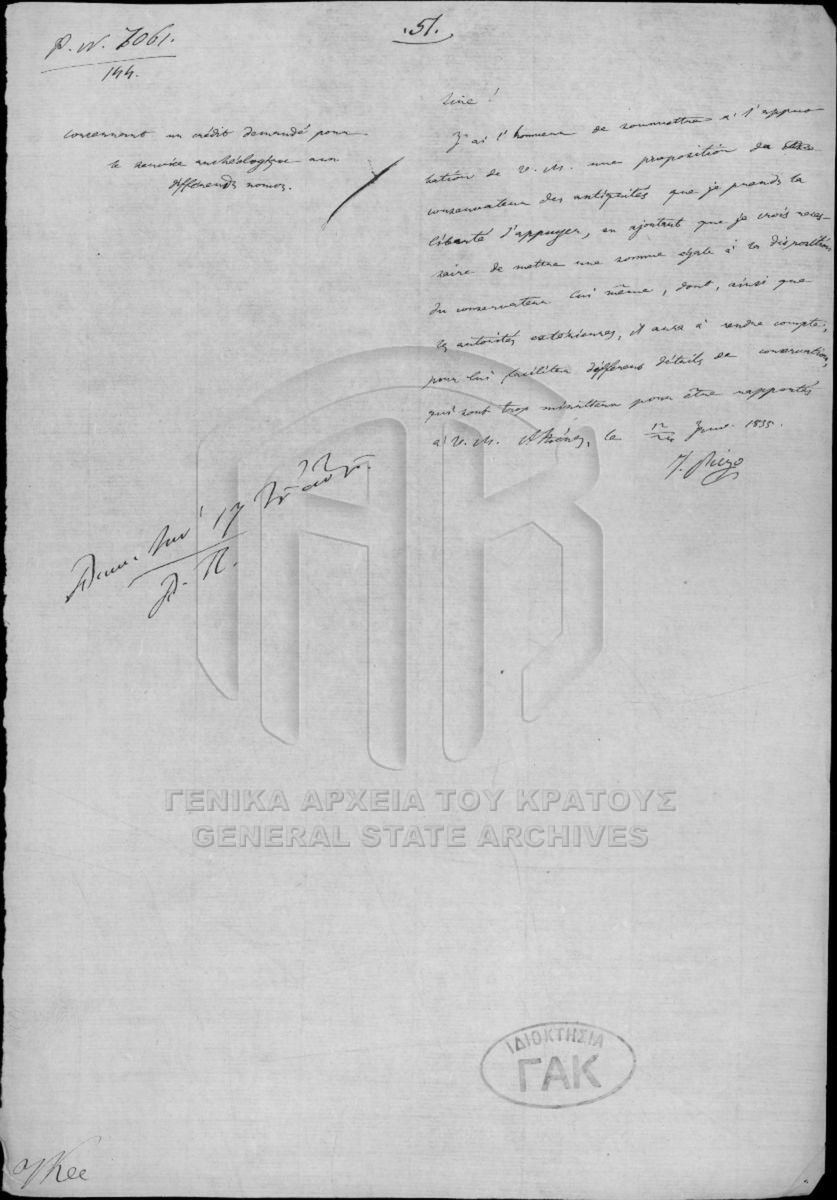 .51.
P. N. 7061.
144.
concernant un crédit demandé pour
le service archéologique aux
différends nomes.
Sire!
J'ai l'honneur de soumettre à l'appro
bation de V. M. une proposition du
conservateur des antiquités que je prends la
liberté d'appuyer, en ajoutant que je crois néces-
saire de mettre une somme égale à la disposition
du conservateur lui même, dont, ainsi que
les autorités extérieures, il aura à rendre compte,
pour lui faciliter différens détails de conservation,
qui sont trop minutieux pour être rapportés
à V. M. Athènes, le 12/24 1835.
J. Rizo
17
ΓΕΝΙΚΑ ΑΡΧΕΙΑ ΤΟΥ ΚΡΑΤΟΥΣ
GENERAL STATE ARCHIVES
ΙΔΙΟΚΤΗΣΙΑ
ΓΑΚ